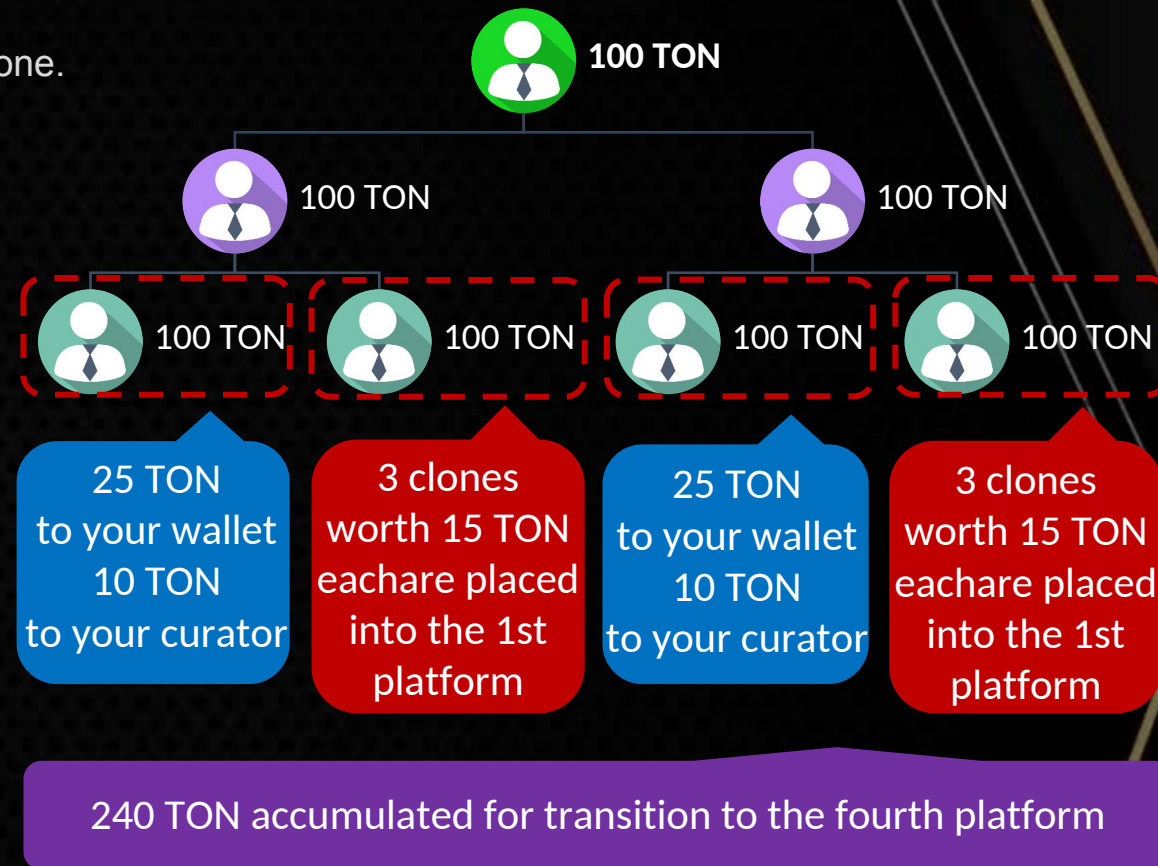 one.
100 TON
100 TON
100 TON
100 TON
100 TON
100 TON
100 TON
25 TON
to your wallet
10 TON
to your curator
3 clones
worth 15 TON
eachare placed
into the 1st
platform
25 TON
to your wallet
10 TON
to your curator
3 clones
worth 15 TON
eachare placed
into the 1st
platform
240 TON accumulated for transition to the fourth platform